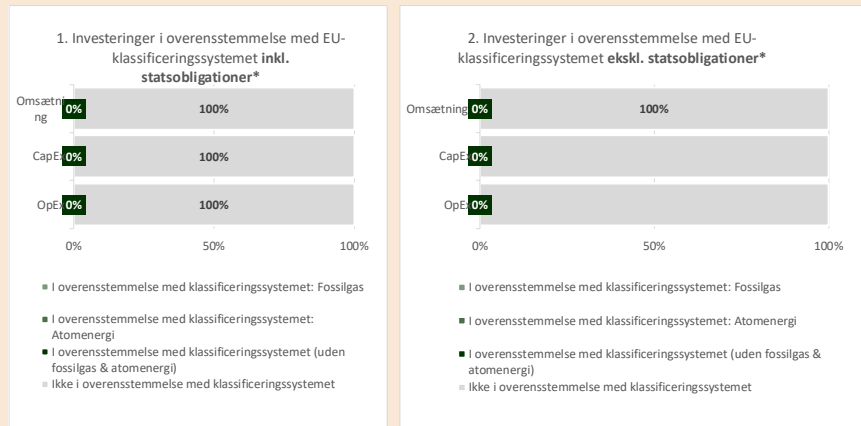 1. Investeringer i overensstemmelse med EU-
klassificeringssystemet inkl.
statsobligationer*
Omsætni
ng
0%
100%
CapEx
0%
100%
OpEx
0%
100%
0%
50%
100%
I overensstemmelse med klassificeringssystemet: Fossilgas
I overensstemmelse med klassificeringssystemet:
Atomenergi
I overensstemmelse med klassificeringssystemet (uden
fossilgas & atomenergi)
Ikke i overensstemmelse med klassificeringssystemet
2. Investeringer i overensstemmelse med EU-
klassificeringssystemet ekskl. statsobligationer*
Omsætning
0%
100%
CapEx
0%
OpEx
0%
0%
50%
100%
I overensstemmelse med klassificeringssystemet: Fossilgas
I overensstemmelse med klassificeringssystemet: Atomenergi
I overensstemmelse med klassificeringssystemet (uden fossilgas &
atomenergi)
Ikke i overensstemmelse med klassificeringssystemet